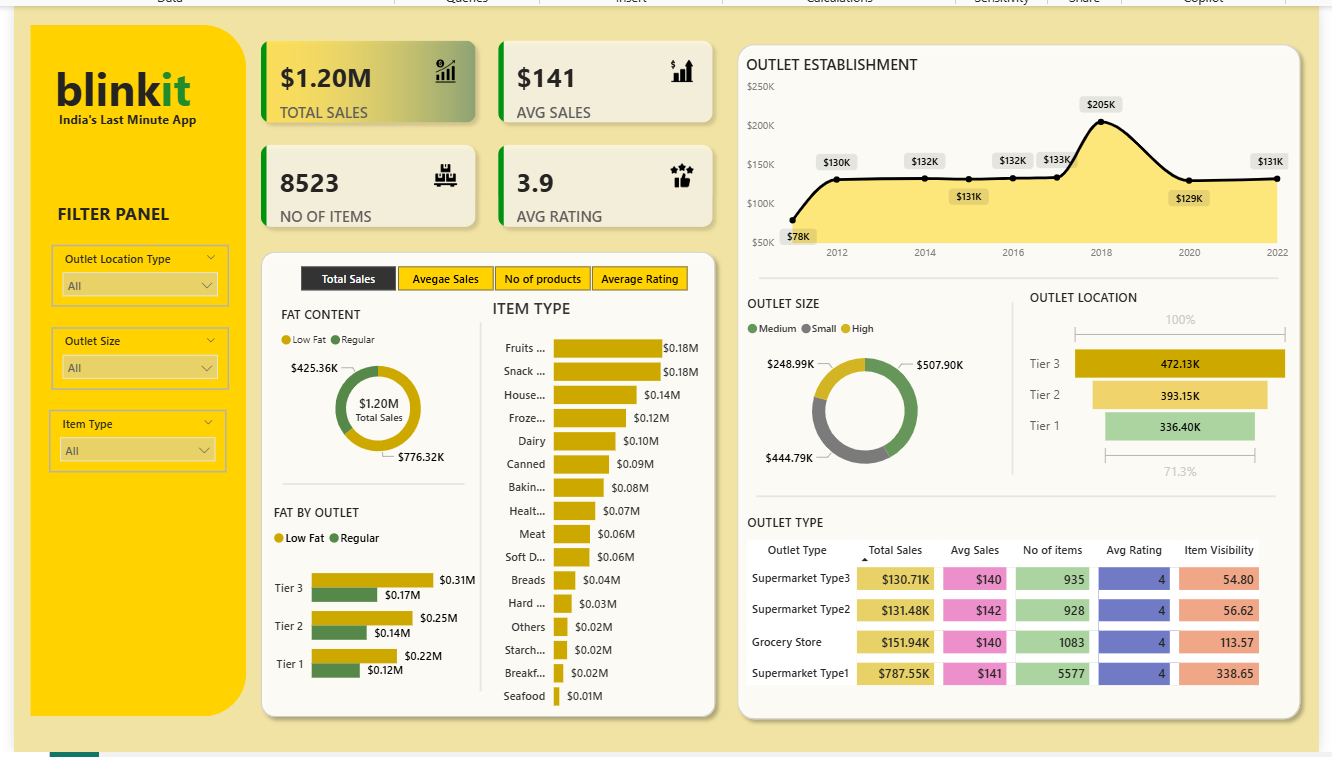 Data Queries Insert Calculations Sensitivity Share Copilot
blinkit
India's Last Minute App
FILTER PANEL
Outlet Location Type
All
Outlet Size
All
Item Type
All
$1.20M
TOTAL SALES
$141
AVG SALES
8523
NO OF ITEMS
3.9
AVG RATING
Total Sales Avegae Sales No of products Average Rating
FAT CONTENT
Low Fat Regular
$425.36K
$1.20M
Total Sales
$776.32K
FAT BY OUTLET
Low Fat Regular
Tier 3 $0.31M
$0.17M
Tier 2 $0.25M
$0.14M
Tier 1 $0.22M
$0.12M
ITEM TYPE
Fruits ... $0.18M
Snack ... $0.18M
House... $0.14M
Froze... $0.12M
Dairy $0.10M
Canned $0.09M
Bakin... $0.08M
Healt... $0.07M
Meat $0.06M
Soft D... $0.06M
Breads $0.04M
Hard ... $0.03M
Others $0.02M
Starch... $0.02M
Breakf... $0.02M
Seafood $0.01M
OUTLET ESTABLISHMENT
$250K
$200K
$150K
$100K
$50K
$78K
$130K
$132K
$131K
$132K
$133K
$205K
$129K
$131K
2012 2014 2016 2018 2020 2022
OUTLET SIZE
Medium Small High
$248.99K
$507.90K
$444.79K
OUTLET LOCATION
100%
Tier 3 472.13K
Tier 2 393.15K
Tier 1 336.40K
71.3%
OUTLET TYPE
Outlet Type Total Sales Avg Sales No of items Avg Rating Item Visibility
Supermarket Type3 $130.71K $140 935 4 54.80
Supermarket Type2 $131.48K $142 928 4 56.62
Grocery Store $151.94K $140 1083 4 113.57
Supermarket Type1 $787.55K $141 5577 4 338.65